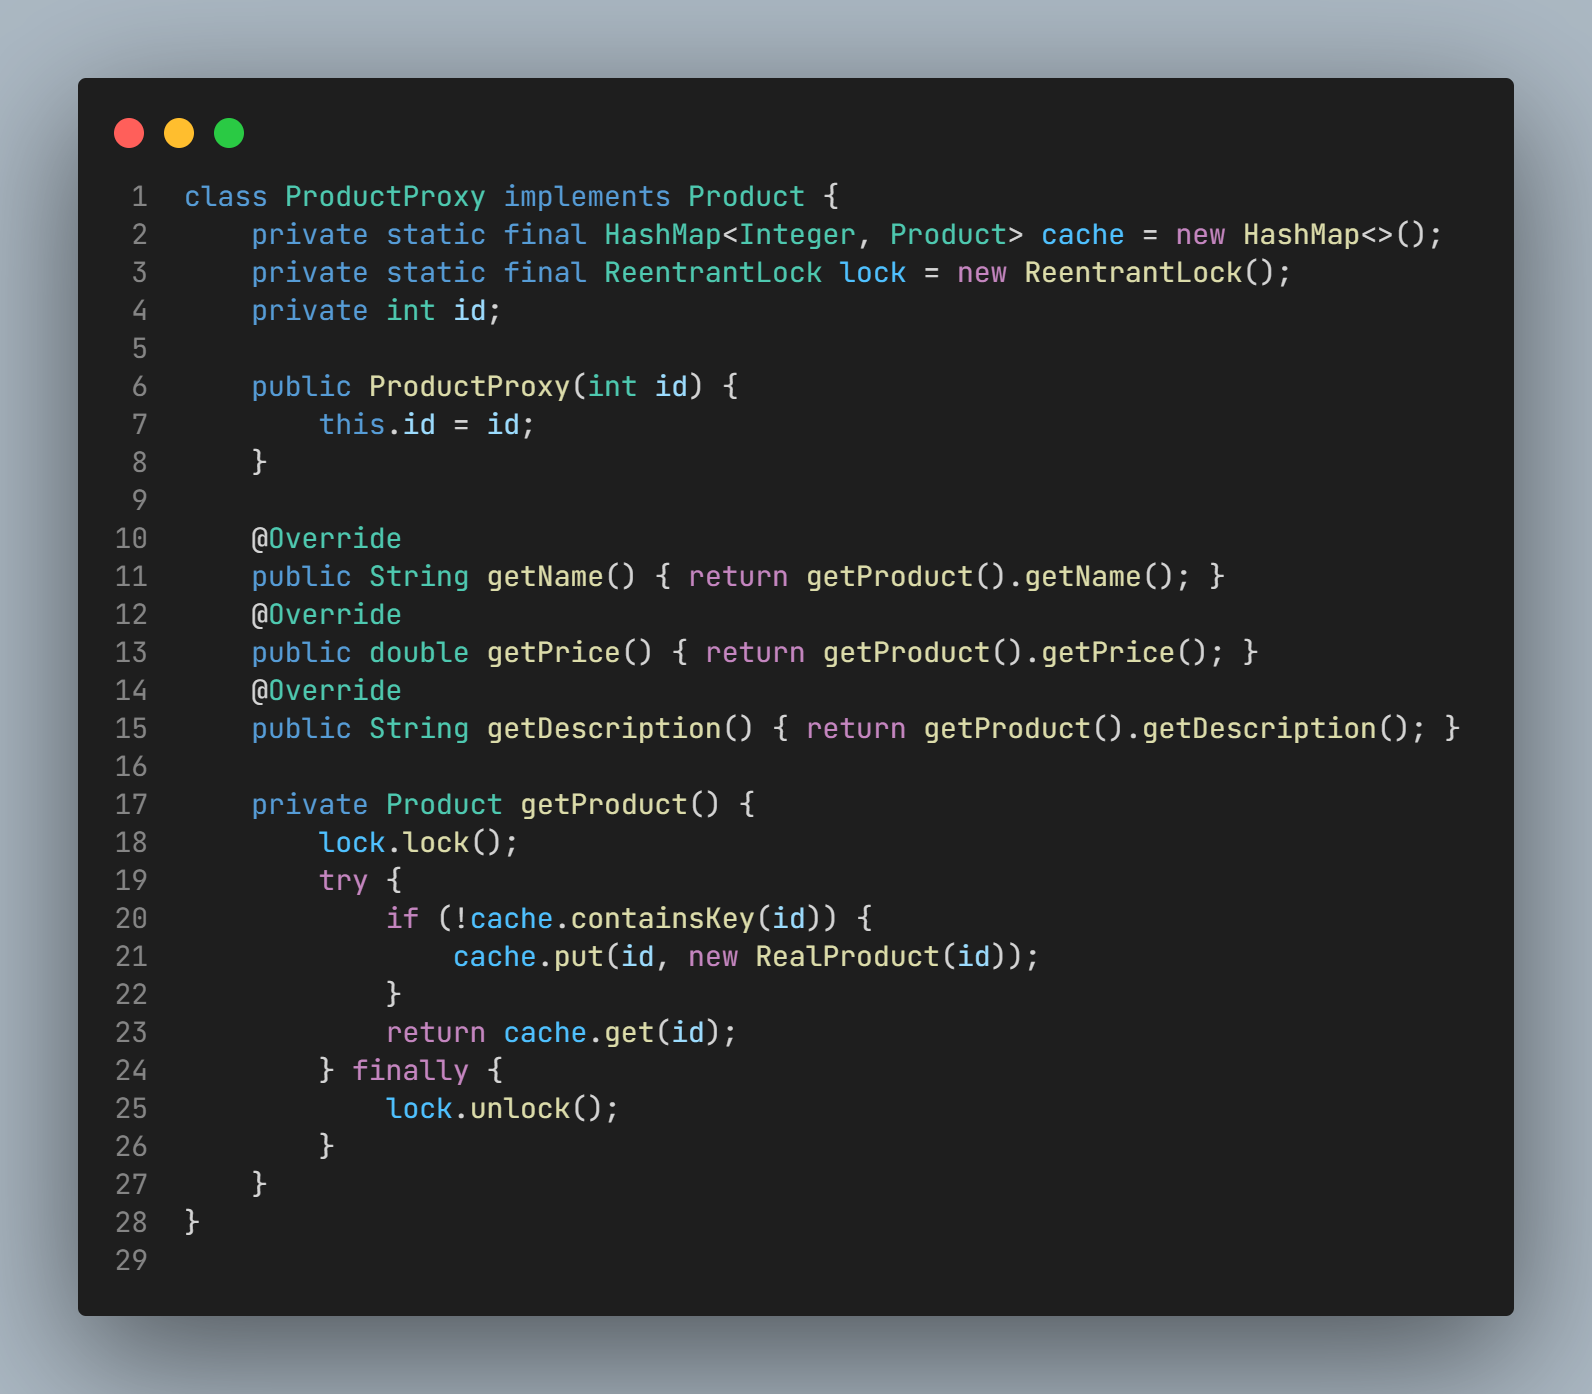 1 class ProductProxy implements Product {
2     private static final HashMap<Integer, Product> cache = new HashMap<>();
3     private static final ReentrantLock lock = new ReentrantLock();
4     private int id;
5
6     public ProductProxy(int id) {
7         this.id = id;
8     }
9
10     @Override
11     public String getName() { return getProduct().getName(); }
12     @Override
13     public double getPrice() { return getProduct().getPrice(); }
14     @Override
15     public String getDescription() { return getProduct().getDescription(); }
16
17     private Product getProduct() {
18         lock.lock();
19         try {
20             if (!cache.containsKey(id)) {
21                 cache.put(id, new RealProduct(id));
22             }
23             return cache.get(id);
24         } finally {
25             lock.unlock();
26         }
27     }
28 }
29